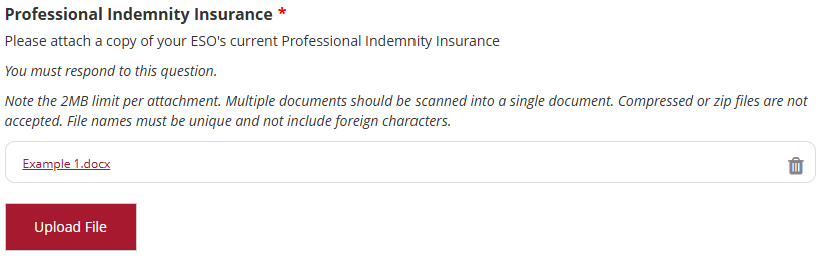 Professional Indemnity Insurance *
Please attach a copy of your ESO's current Professional Indemnity Insurance
You must respond to this question.
Note the 2MB limit per attachment. Multiple documents should be scanned into a single document. Compressed or zip files are not
accepted. File names must be unique and not include foreign characters.
Example 1.docx
Upload File